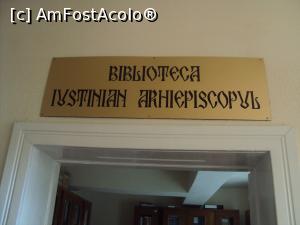 [c] AmFostAcolo®
BIBLIOTECA
IUSTINIAN ARHIEPISCOPUL